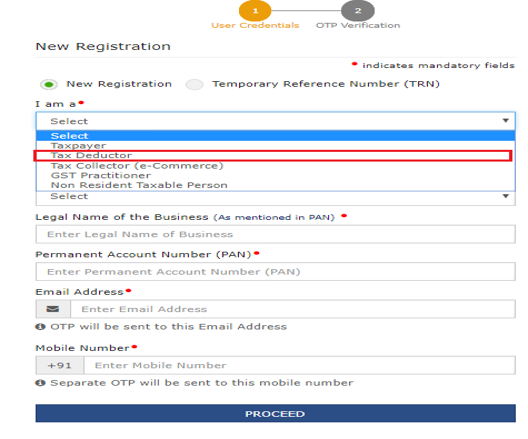 1 2
User Credentials OTP Verification
New Registration
• indicates mandatory fields
New Registration Temporary Reference Number (TRN)
I am a•
Select
Select
Taxpayer
Tax Deductor
Tax Collector (e-Commerce)
GST Practitioner
Non Resident Taxable Person
Select
Legal Name of the Business (As mentioned in PAN) •
Enter Legal Name of Business
Permanent Account Number (PAN)•
Enter Permanent Account Number (PAN)
Email Address•
Enter Email Address
OTP will be sent to this Email Address
Mobile Number•
+91 Enter Mobile Number
Separate OTP will be sent to this mobile number
PROCEED